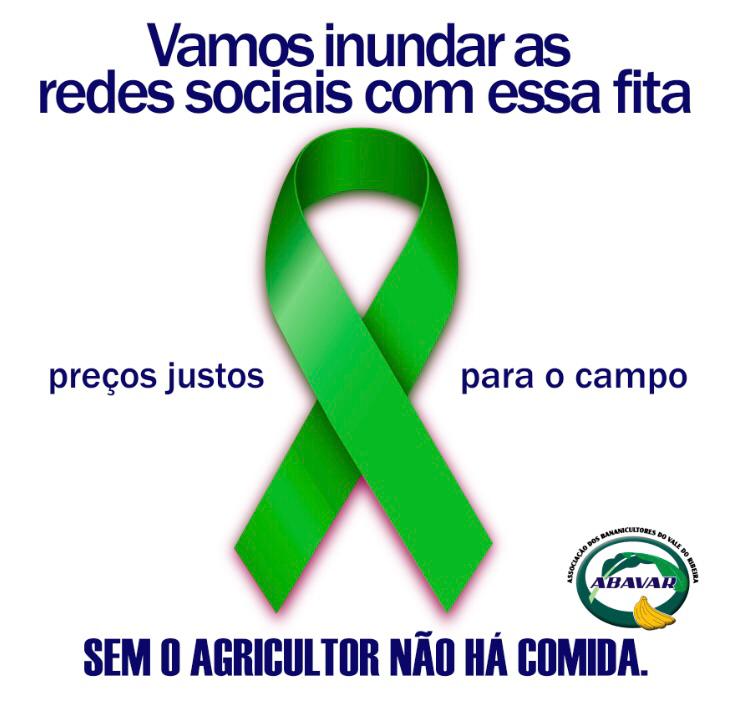 Vamos inundar as
redes sociais com essa fita
preços justos
para o campo
ASSOCIAÇÃO DOS BANANICULTORES DO VALE DO RIBEIRA
ABAVAR
SEM O AGRICULTOR NÃO HÁ COMIDA.